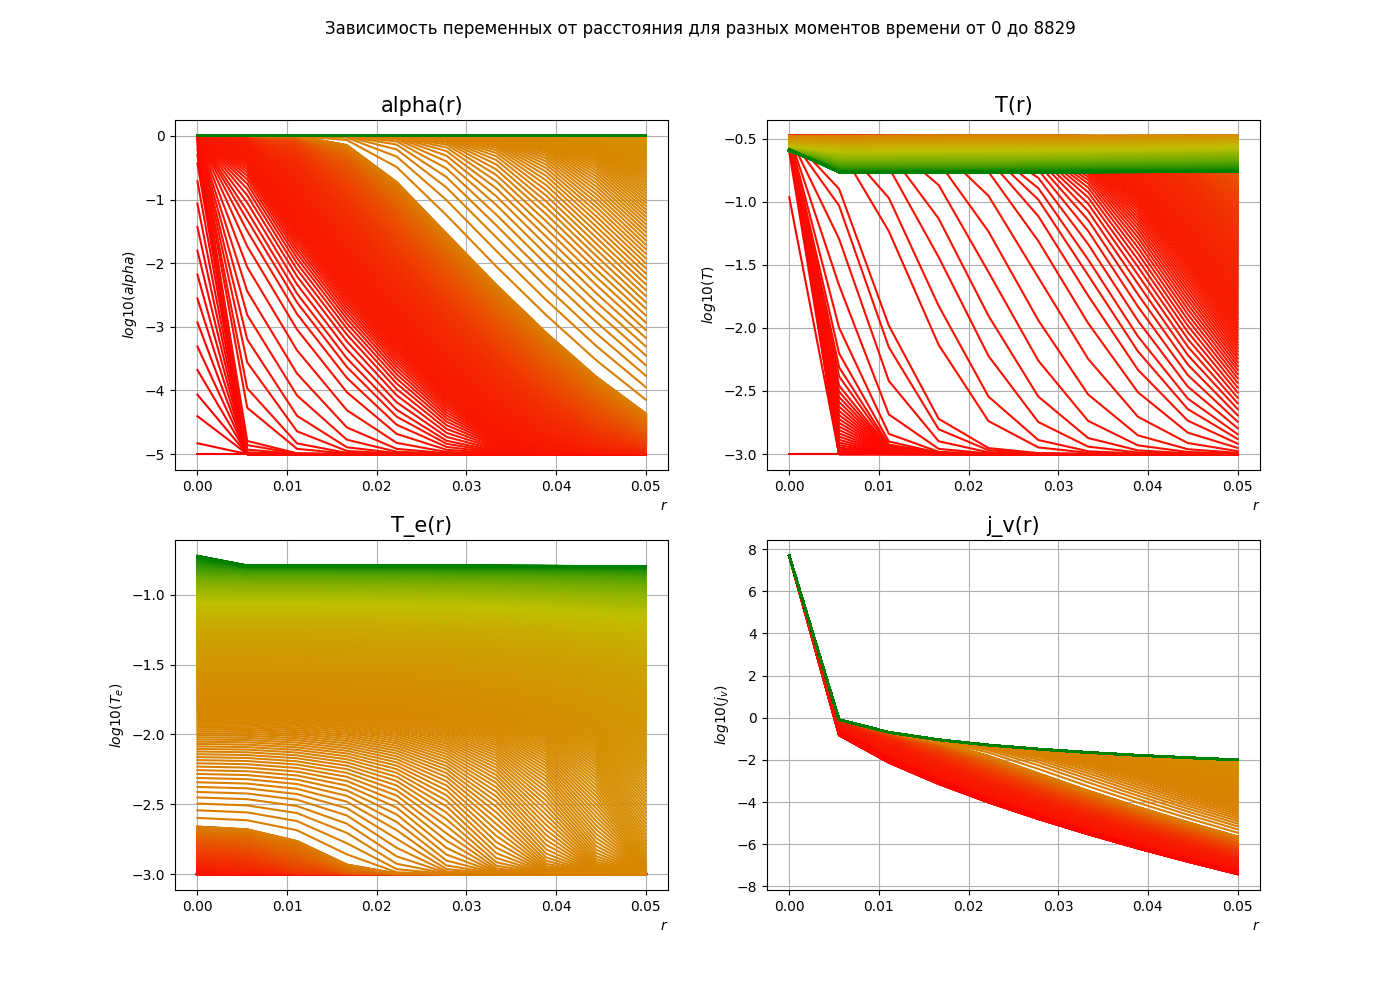 Зависимость переменных от расстояния для разных моментов времени от 0 до 8829
alpha(r)
log10(alpha)
0
−1
−2
−3
−4
−5
0.00 0.01 0.02 0.03 0.04 0.05
r
T(r)
log10(T)
−0.5
−1.0
−1.5
−2.0
−2.5
−3.0
0.00 0.01 0.02 0.03 0.04 0.05
r
T_e(r)
log10(T_e)
−1.0
−1.5
−2.0
−2.5
−3.0
0.00 0.01 0.02 0.03 0.04 0.05
r
j_v(r)
log10(j_v)
8
6
4
2
0
−2
−4
−6
−8
0.00 0.01 0.02 0.03 0.04 0.05
r